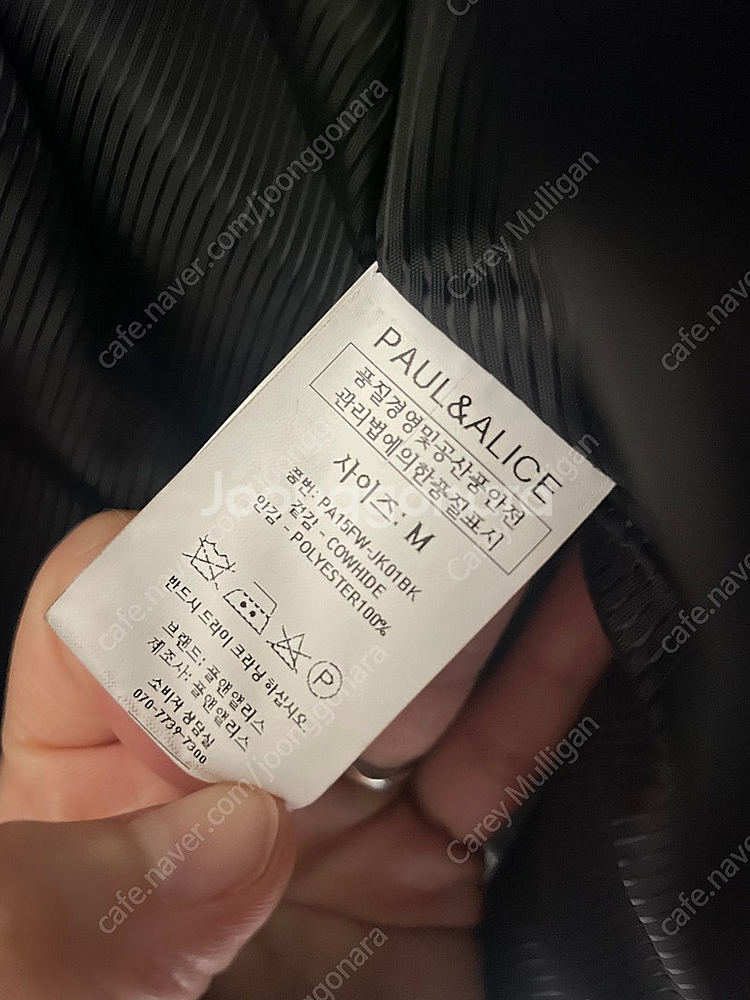 PAUL&ALICE
품질경영및공산품안전
관리법에의한품질표시
사이즈: M
품번: PA15FW-JK01BK
겉감 - COWHIDE
안감 - POLYESTER100%
P
반드시 드라이 크리닝 하십시오.
브랜드: 폴앤앨리스
제조사: 폴앤앨리스
소비자 상담실
070-7739-7300
Joonggonara
cafe.naver.com/joonggonara
Carey Mulligan